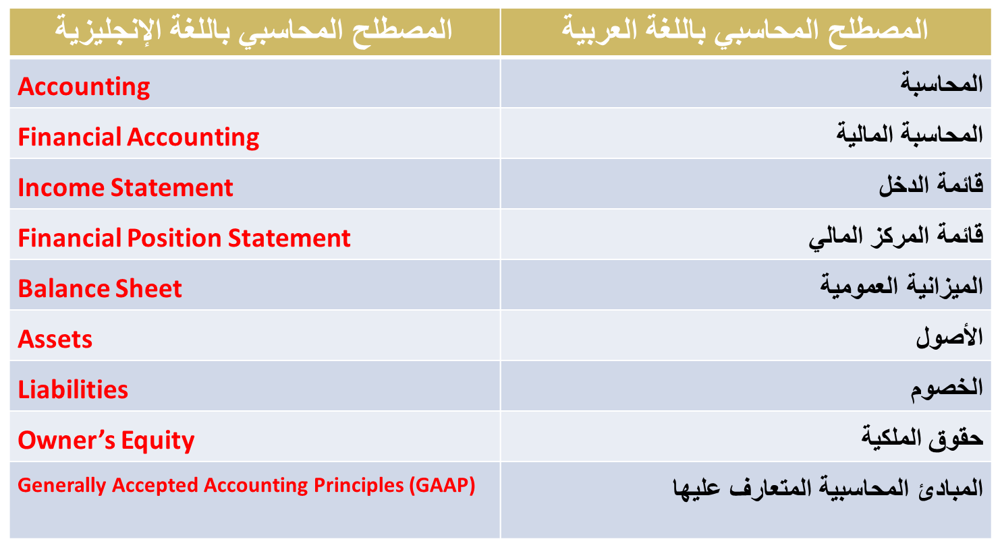 المصطلح المحاسبي باللغة العربية
المصطلح المحاسبي باللغة الإنجليزية
المحاسبة
Accounting
المحاسبة المالية
Financial Accounting
قائمة الدخل
Income Statement
قائمة المركز المالي
Financial Position Statement
الميزانية العمومية
Balance Sheet
الأصول
Assets
الخصوم
Liabilities
حقوق الملكية
Owner’s Equity
المبادئ المحاسبية المتعارف عليها
Generally Accepted Accounting Principles (GAAP)